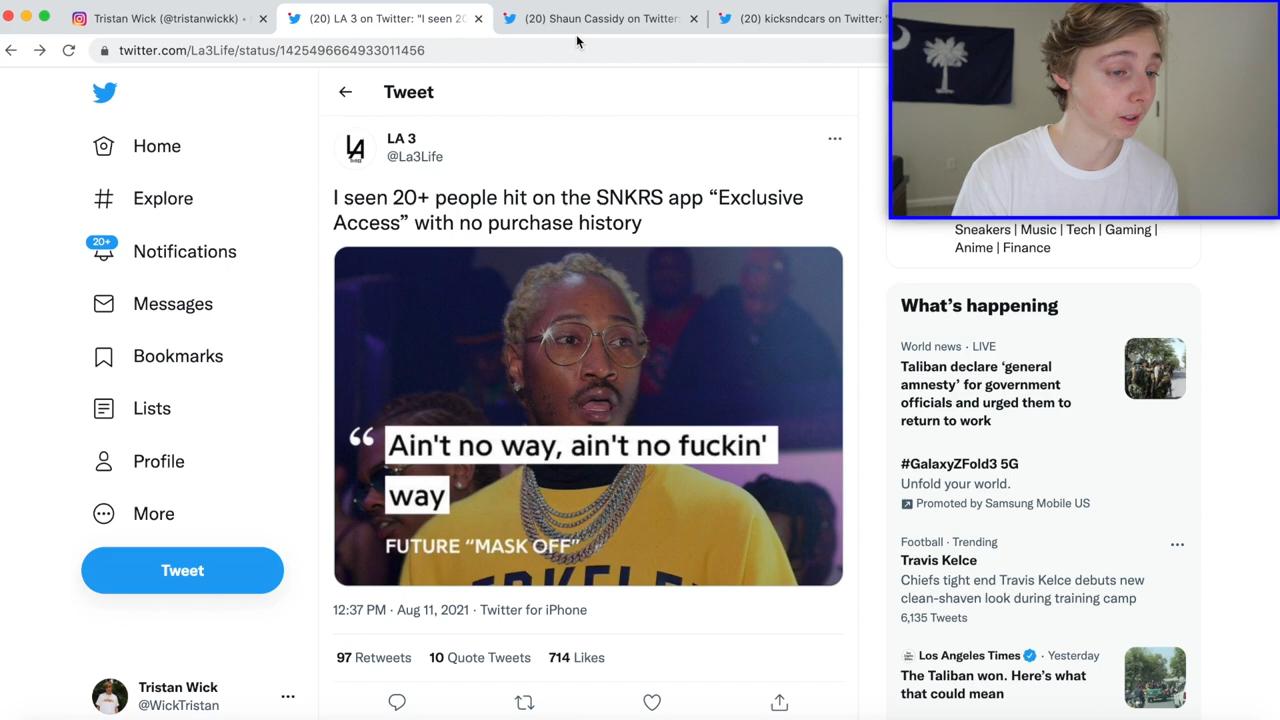 Tristan Wick (@tristanwickk) •
(20) LA 3 on Twitter: "I seen 20
(20) Shaun Cassidy on Twitter:
(20) kicksndcars on Twitter: "
twitter.com/La3Life/status/1425496664933011456
Home
Explore
20+
Notifications
Messages
Bookmarks
Lists
Profile
More
Tweet
Tristan Wick
@WickTristan
Tweet
LA 3
@La3Life
I seen 20+ people hit on the SNKRS app “Exclusive
Access” with no purchase history
“ Ain't no way, ain't no fuckin'
way
FUTURE “MASK OFF”
12:37 PM · Aug 11, 2021 · Twitter for iPhone
97 Retweets 10 Quote Tweets 714 Likes
Sneakers | Music | Tech | Gaming |
Anime | Finance
What’s happening
World news · LIVE
Taliban declare ‘general
amnesty’ for government
officials and urged them to
return to work
#GalaxyZFold3 5G
Unfold your world.
Promoted by Samsung Mobile US
Football · Trending
Travis Kelce
Chiefs tight end Travis Kelce debuts new
clean-shaven look during training camp
6,135 Tweets
Los Angeles Times · Yesterday
The Taliban won. Here’s what
that could mean